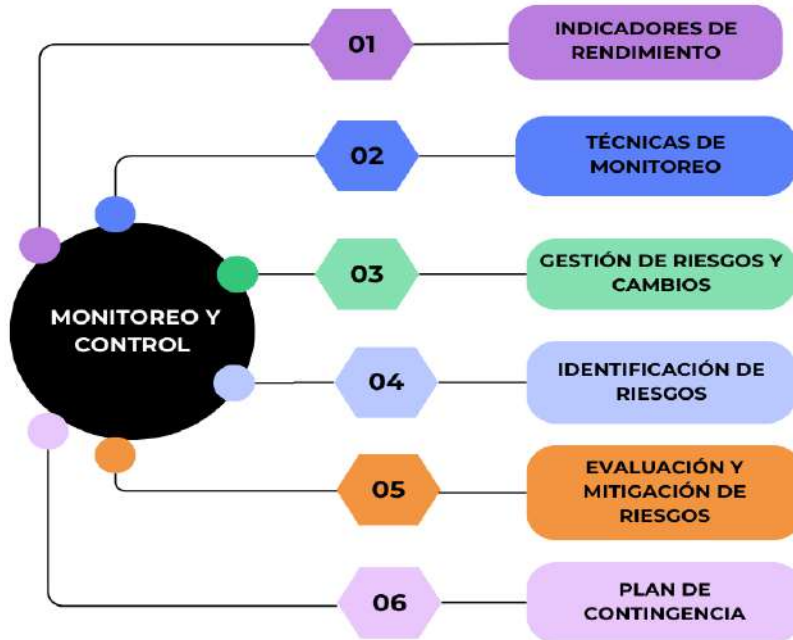 01
INDICADORES DE
RENDIMIENTO
02
TÉCNICAS DE
MONITOREO
03
GESTIÓN DE RIESGOS Y
CAMBIOS
MONITOREO Y
CONTROL
04
IDENTIFICACIÓN DE
RIESGOS
05
EVALUACIÓN Y
MITIGACIÓN DE
RIESGOS
06
PLAN DE
CONTINGENCIA